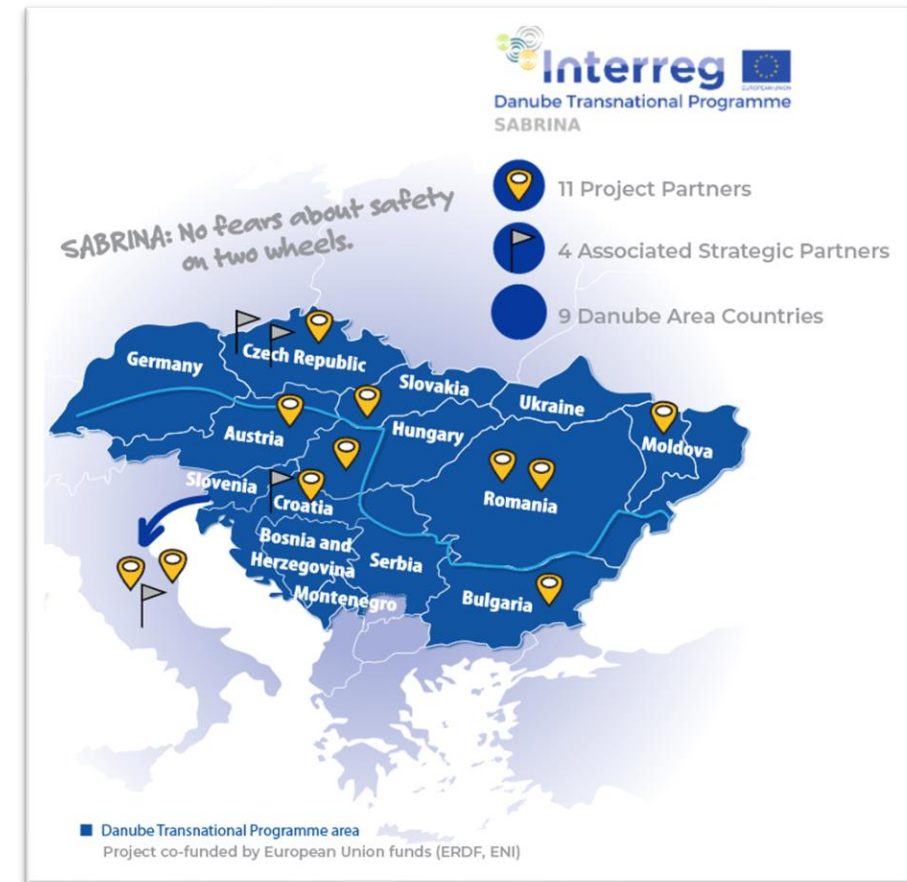 Interreg
EUROPEAN UNION
Danube Transnational Programme
SABRINA
11 Project Partners
SABRINA: No fears about safety
on two wheels.
4 Associated Strategic Partners
9 Danube Area Countries
Czech Republic
Germany
Slovakia
Ukraine
Austria
Hungary
Moldova
Slovenia
Croatia
Romania
Bosnia and
Herzegovina
Serbia
Montenegro
Bulgaria
Danube Transnational Programme area
Project co-funded by European Union funds (ERDF, ENI)